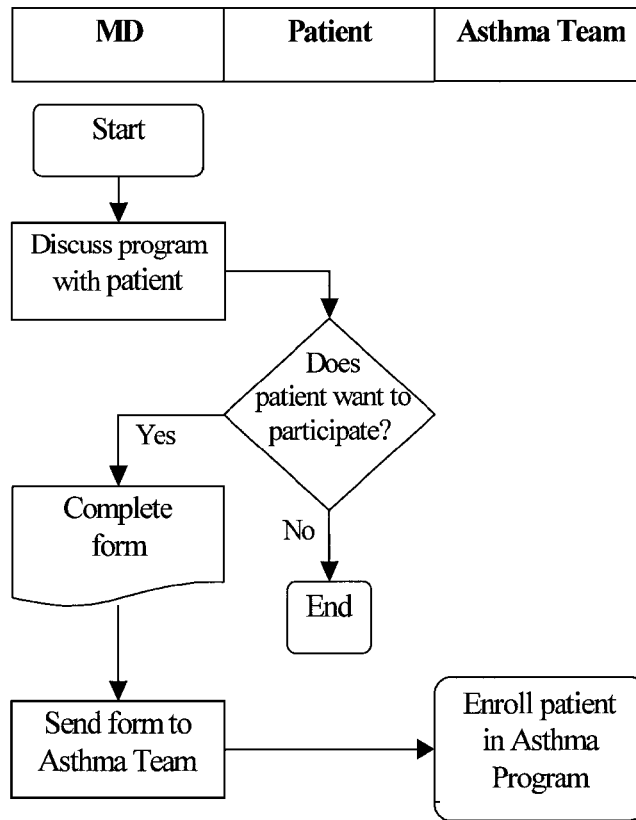 MD Patient Asthma Team
Start
Discuss program
with patient
Does
patient want to
participate?
Yes
Complete
form
No
End
Send form to
Asthma Team
Enroll patient
in Asthma
Program